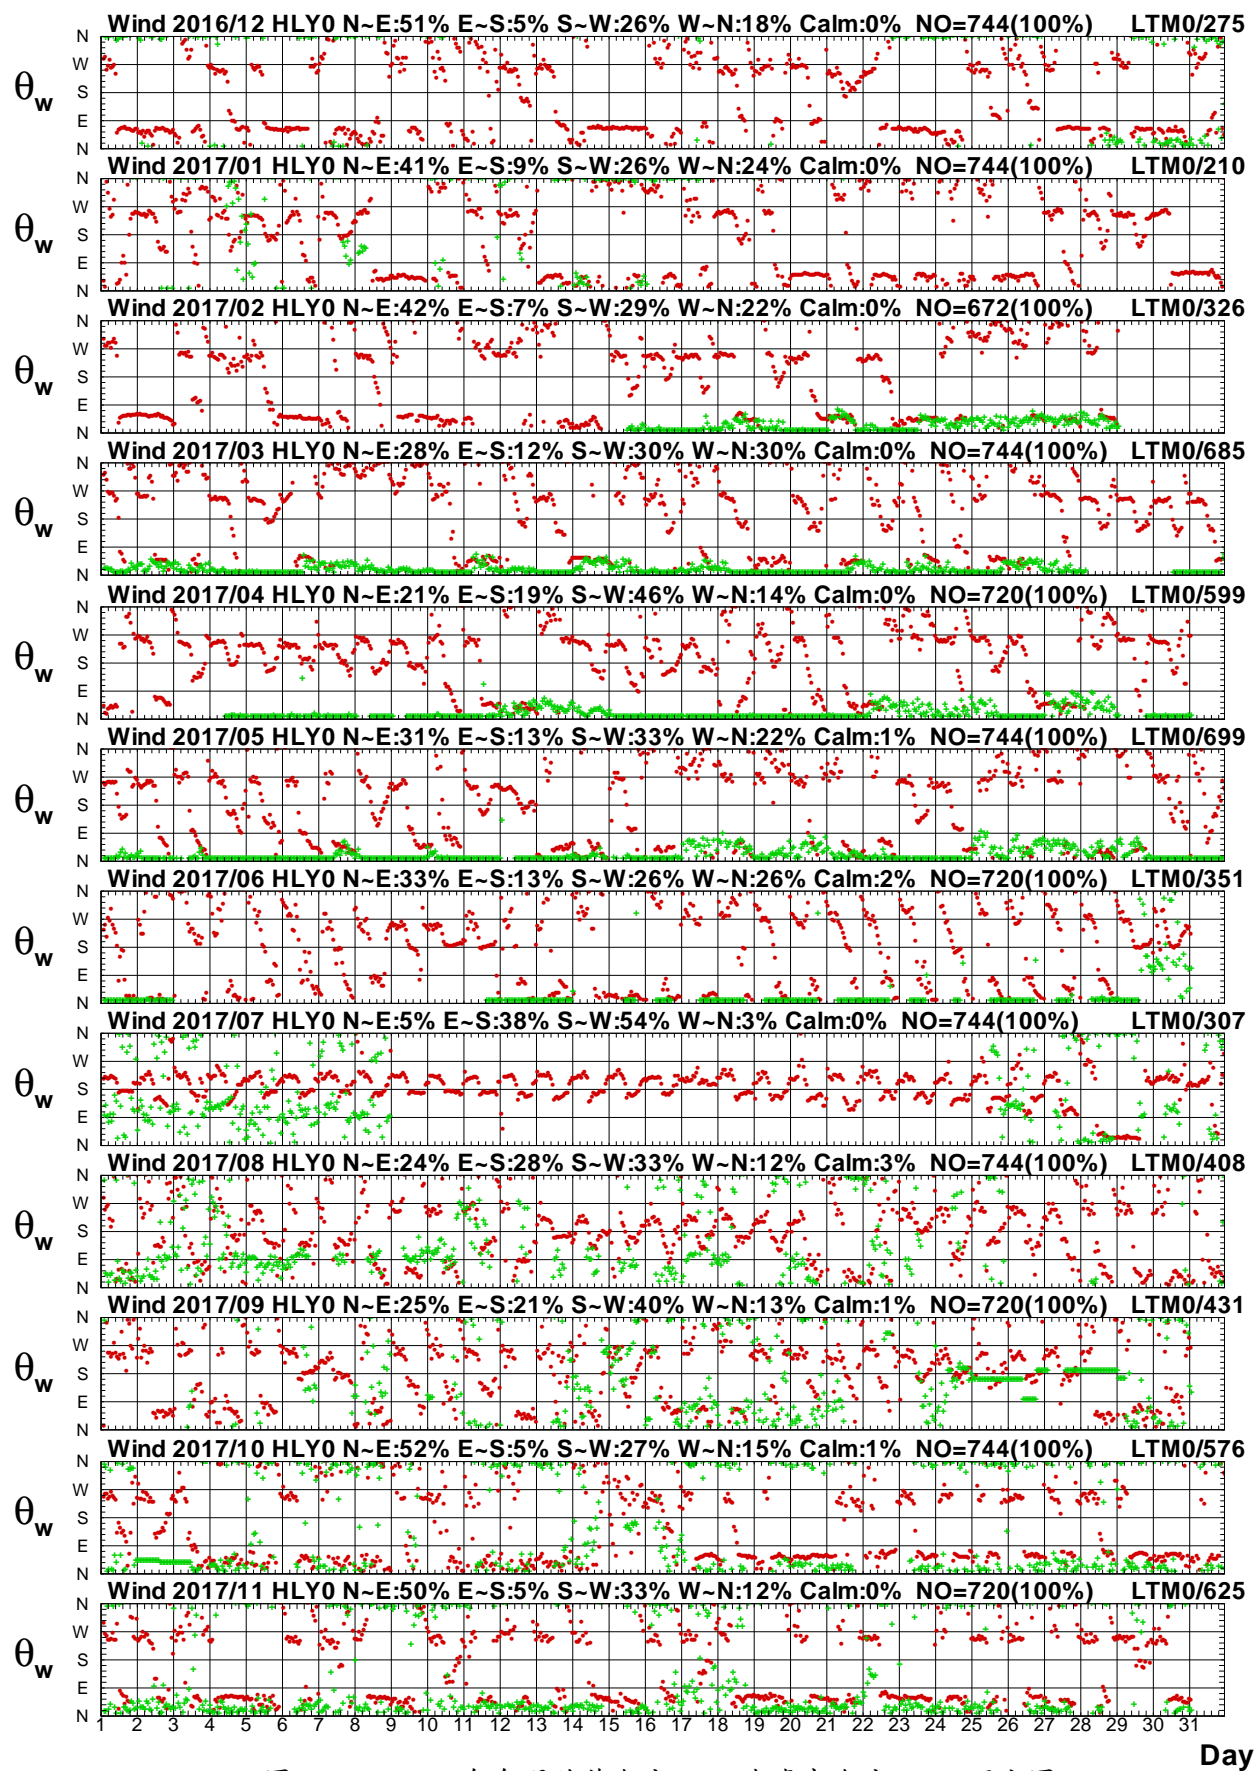 Wind 2016/12 HLY0 N~E:51% E~S:5% S~W:26% W~N:18% Calm:0% NO=744(100%) LTM0/275
N
W
θw S
E
N
Wind 2017/01 HLY0 N~E:41% E~S:9% S~W:26% W~N:24% Calm:0% NO=744(100%) LTM0/210
N
W
θw S
E
N
Wind 2017/02 HLY0 N~E:42% E~S:7% S~W:29% W~N:22% Calm:0% NO=672(100%) LTM0/326
N
W
θw S
E
N
Wind 2017/03 HLY0 N~E:28% E~S:12% S~W:30% W~N:30% Calm:0% NO=744(100%) LTM0/685
N
W
θw S
E
N
Wind 2017/04 HLY0 N~E:21% E~S:19% S~W:46% W~N:14% Calm:0% NO=720(100%) LTM0/599
N
W
θw S
E
N
Wind 2017/05 HLY0 N~E:31% E~S:13% S~W:33% W~N:22% Calm:1% NO=744(100%) LTM0/699
N
W
θw S
E
N
Wind 2017/06 HLY0 N~E:33% E~S:13% S~W:26% W~N:26% Calm:2% NO=720(100%) LTM0/351
N
W
θw S
E
N
Wind 2017/07 HLY0 N~E:5% E~S:38% S~W:54% W~N:3% Calm:0% NO=744(100%) LTM0/307
N
W
θw S
E
N
Wind 2017/08 HLY0 N~E:24% E~S:28% S~W:33% W~N:12% Calm:3% NO=744(100%) LTM0/408
N
W
θw S
E
N
Wind 2017/09 HLY0 N~E:25% E~S:21% S~W:40% W~N:13% Calm:1% NO=720(100%) LTM0/431
N
W
θw S
E
N
Wind 2017/10 HLY0 N~E:52% E~S:5% S~W:27% W~N:15% Calm:1% NO=744(100%) LTM0/576
N
W
θw S
E
N
Wind 2017/11 HLY0 N~E:50% E~S:5% S~W:33% W~N:12% Calm:0% NO=720(100%) LTM0/625
N
W
θw S
E
N
1 2 3 4 5 6 7 8 9 10 11 12 13 14 15 16 17 18 19 20 21 22 23 24 25 26 27 28 29 30 31
Day